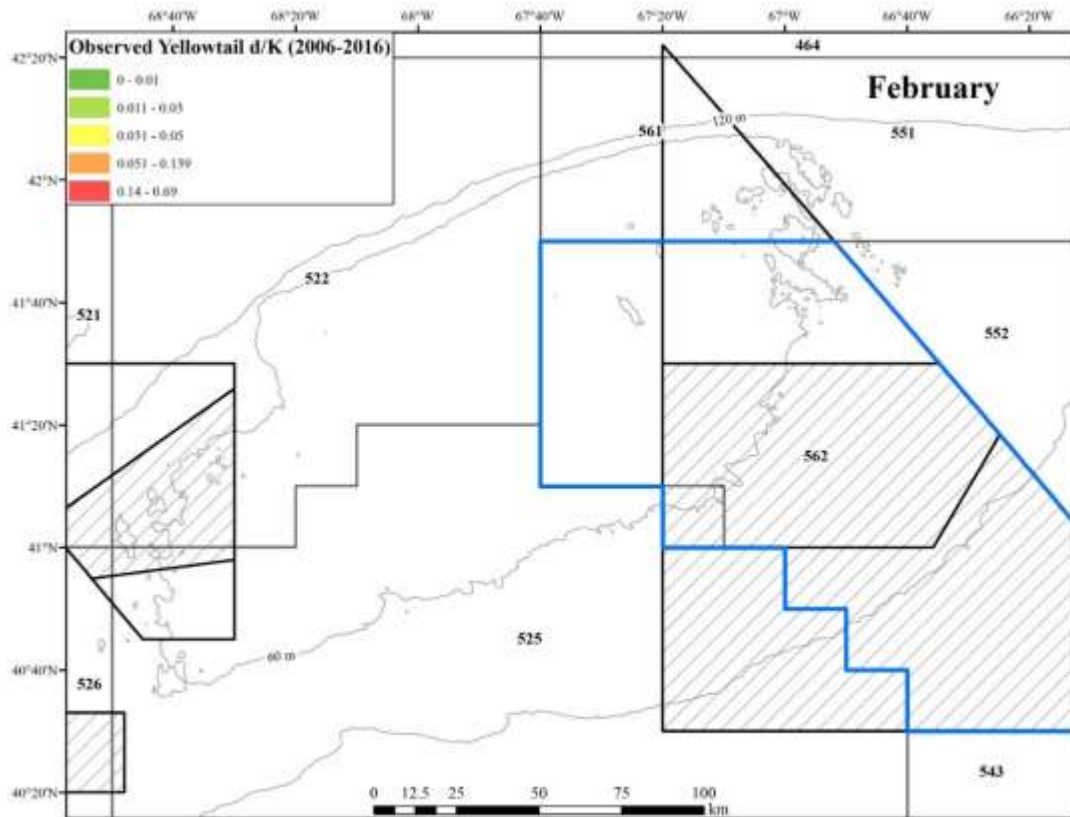 68°40'W 68°20'W 68°W 67°40'W 67°20'W 67°W 66°40'W 66°20'W
Observed Yellowtail d/K (2006-2016)
0 - 0.01
0.011 - 0.03
0.031 - 0.05
0.051 - 0.139
0.14 - 0.69
February
464
561
120 m
551
522
521
552
562
525
60 m
526
543
42°20'N
42°N
41°40'N
41°20'N
41°N
40°40'N
40°20'N
0 12.5 25 50 75 100
km